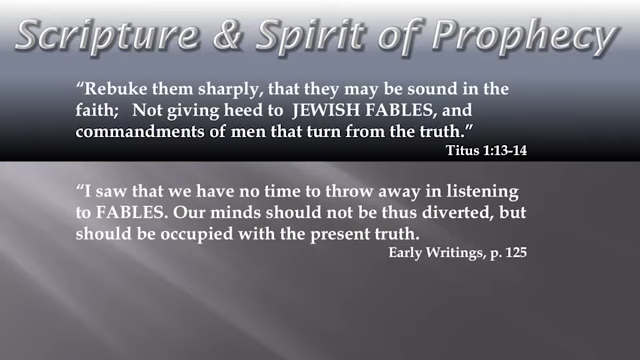 Scripture & Spirit of Prophecy
“Rebuke them sharply, that they may be sound in the
faith; Not giving heed to JEWISH FABLES, and
commandments of men that turn from the truth.”
Titus 1:13-14
“I saw that we have no time to throw away in listening
to FABLES. Our minds should not be thus diverted, but
should be occupied with the present truth.
Early Writings, p. 125